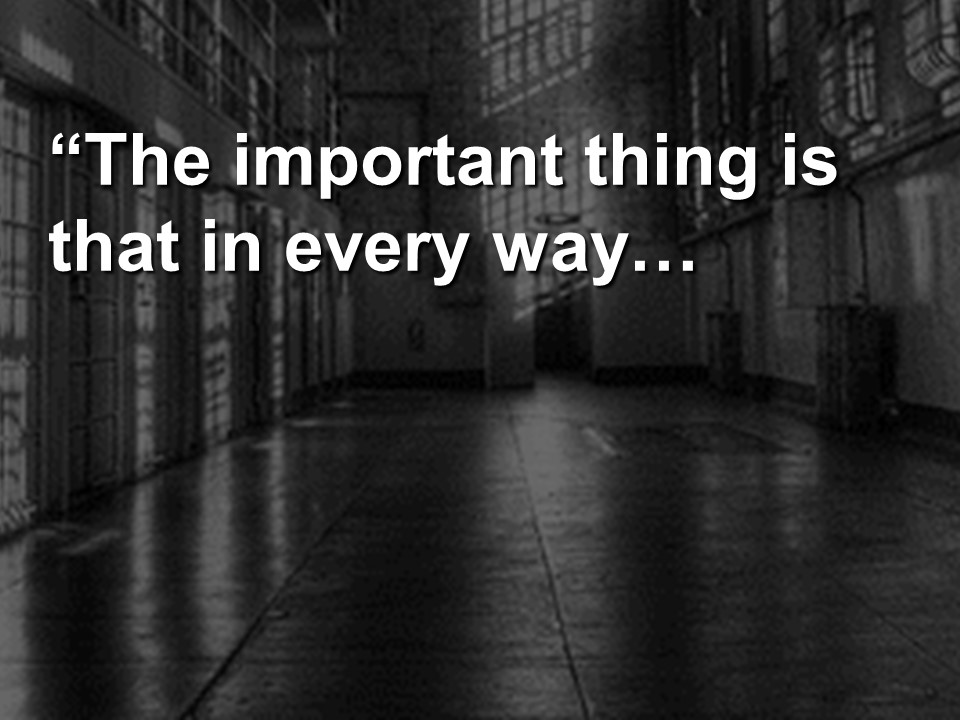 “The important thing is
that in every way…